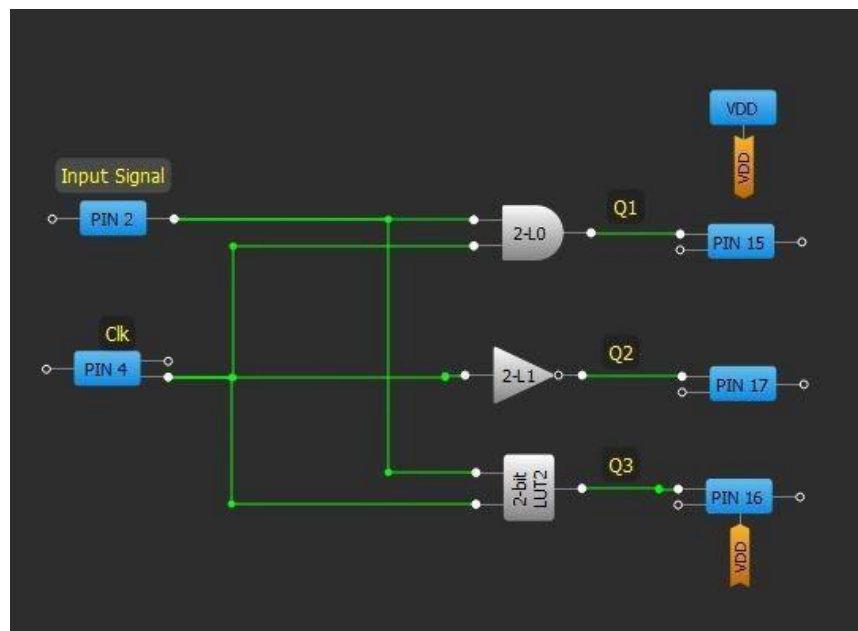 VDD
VDD
Input Signal
PIN 2
2-L0
Q1
PIN 15
Clk
PIN 4
2-L1
Q2
PIN 17
2-bit
LUT2
Q3
PIN 16
VDD